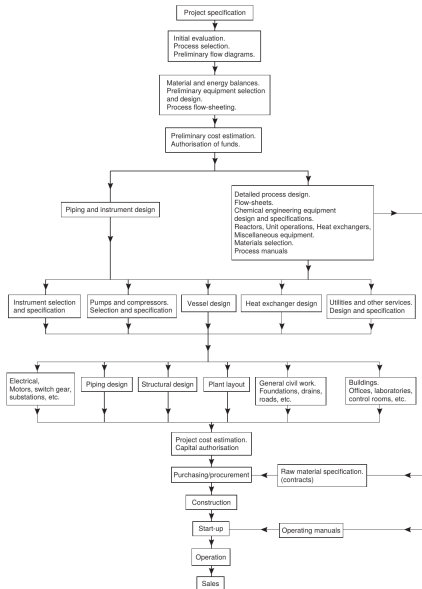 Project specification
Initial evaluation.
Process selection.
Preliminary flow diagrams.
Material and energy balances.
Preliminary equipment selection
and design.
Process flow-sheeting.
Preliminary cost estimation.
Authorisation of funds.
Piping and instrument design
Detailed process design.
Flow-sheets.
Chemical engineering equipment
design and specifications.
Reactors, Unit operations, Heat exchangers,
Miscellaneous equipment.
Materials selection.
Process manuals
Instrument selection
and specification
Pumps and compressors.
Selection and specification
Vessel design
Heat exchanger design
Utilities and other services.
Design and specification
Electrical,
Motors, switch gear,
substations, etc.
Piping design
Structural design
Plant layout
General civil work.
Foundations, drains,
roads, etc.
Buildings.
Offices, laboratories,
control rooms, etc.
Project cost estimation.
Capital authorisation
Purchasing/procurement
Raw material specification.
(contracts)
Construction
Start-up
Operating manuals
Operation
Sales